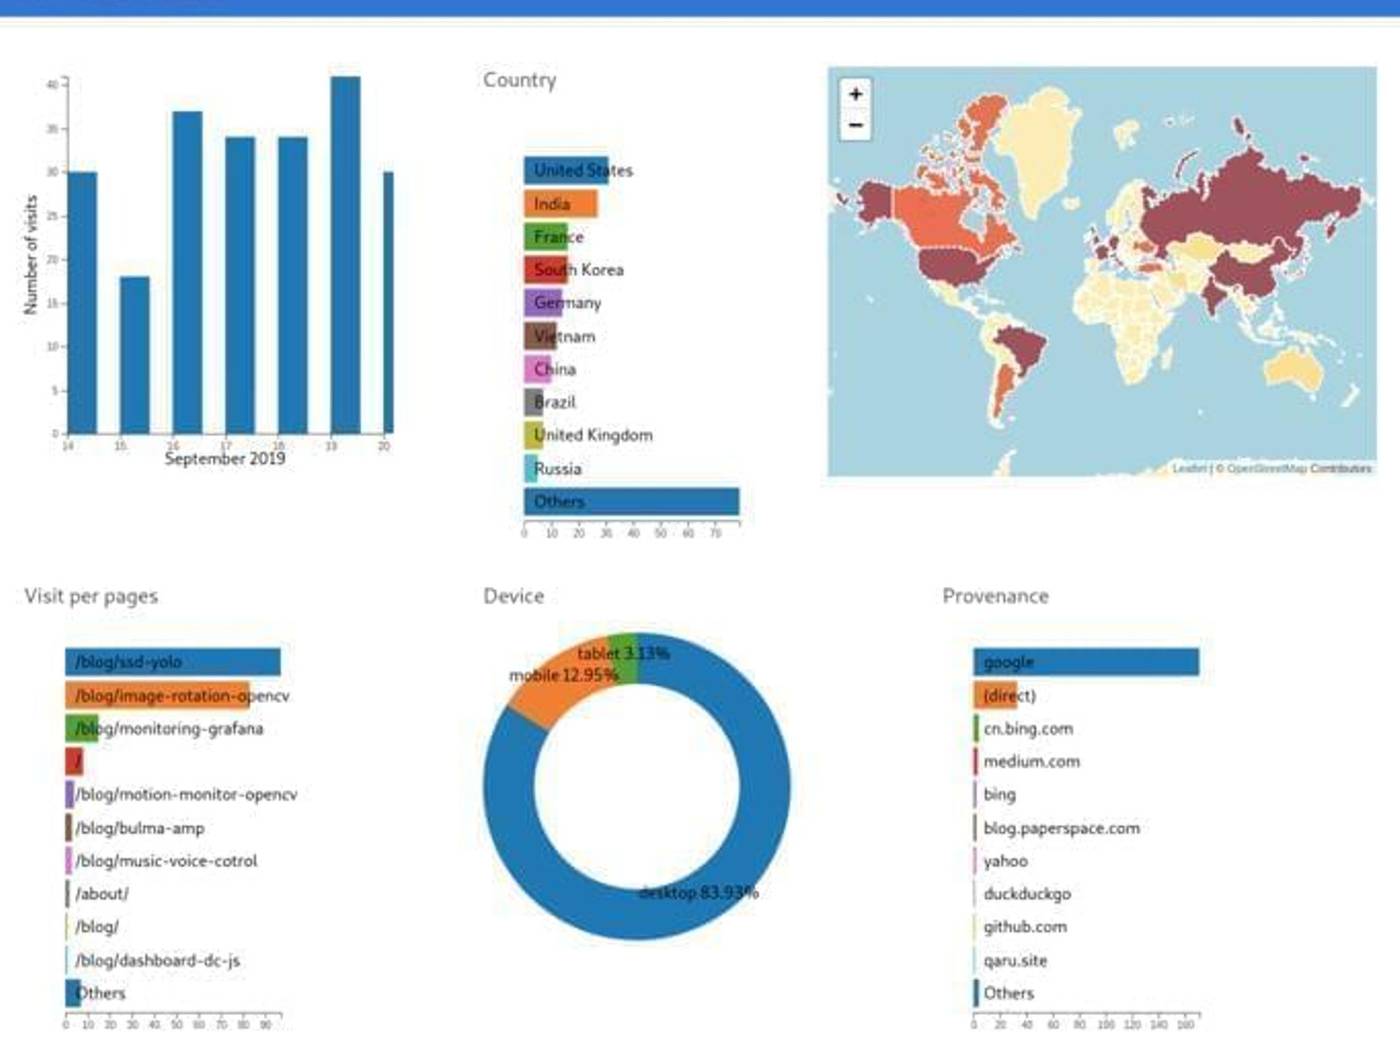 40
35
30
25
20
15
10
5
0
Number of visits
14 15 16 17 18 19 20
September 2019
Country
United States
India
France
South Korea
Germany
Vietnam
China
Brazil
United Kingdom
Russia
Others
0 10 20 30 40 50 60 70
+
−
Leaflet | © OpenStreetMap Contributors
Visit per pages
/blog/ssd-yolo
/blog/image-rotation-opencv
/blog/monitoring-grafana
/
/blog/motion-monitor-opencv
/blog/bulma-amp
/blog/music-voice-cotrol
/about/
/blog/
/blog/dashboard-dc-js
Others
0 10 20 30 40 50 60 70 80 90
Device
tablet 3.13%
mobile 12.95%
desktop 83.93%
Provenance
google
(direct)
cn.bing.com
medium.com
bing
blog.paperspace.com
yahoo
duckduckgo
github.com
qaru.site
Others
0 20 40 60 80 100 120 140 160